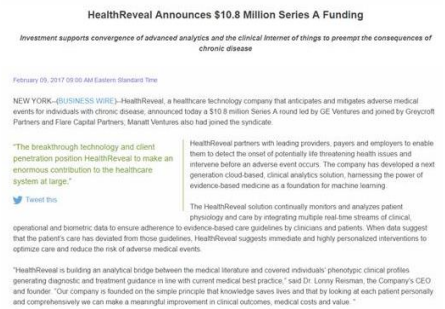 HealthReveal Announces $10.8 Million Series A Funding
Investment supports convergence of advanced analytics and the clinical Internet of things to preempt the consequences of
chronic disease
February 09, 2017 09:00 AM Eastern Standard Time
NEW YORK--(BUSINESS WIRE)--HealthReveal, a healthcare technology company that anticipates and mitigates adverse medical
events for individuals with chronic disease, announced today a $10.8 million Series A round led by GE Ventures and joined by Greycroft
Partners and Flare Capital Partners; Manatt Ventures also had joined the syndicate.
"The breakthrough technology and client
penetration position HealthReveal to make an
enormous contribution to the healthcare
system at large,"
Tweet this
HealthReveal partners with leading providers, payers and employers to enable
them to detect the onset of potentially life threatening health issues and
intervene before an adverse event occurs. The company has developed a next
generation cloud-based, clinical analytics solution, harnessing the power of
evidence-based medicine as a foundation for machine learning.
The HealthReveal solution continually monitors and analyzes patient
physiology and care by integrating multiple real-time streams of clinical,
operational and biometric data to ensure adherence to evidence-based care guidelines by clinicians and patients. When data suggest
that the patient's care has deviated from those guidelines, HealthReveal suggests immediate and highly personalized interventions to
optimize care and reduce the risk of adverse medical events.
"HealthReveal is building an analytical bridge between the medical literature and covered individuals' phenotypic clinical profiles
generating diagnostic and treatment guidance in line with current medical best practice," said Dr. Lonny Reisman, the Company's CEO
and founder. "Our company is founded on the simple principle that knowledge saves lives and that by looking at each patient personally
and comprehensively we can make a meaningful improvement in clinical outcomes, medical costs and value. "